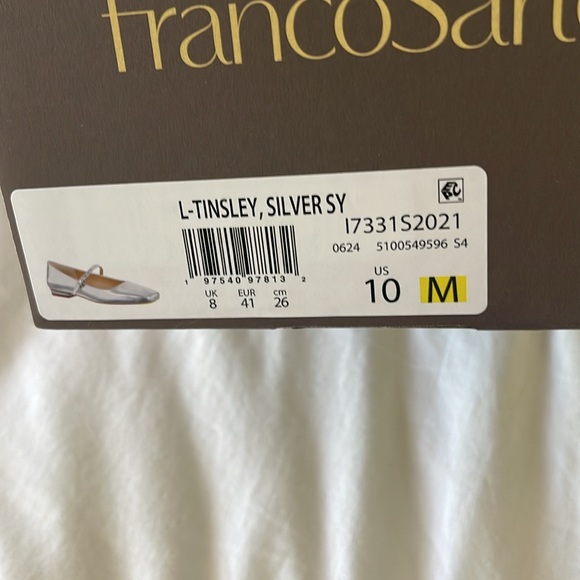 FrancoSart
L-TINSLEY, SILVER SY
I7331S2021
0624 5100549596 S4
1 97540 97813 2
UK EUR cm
8 41 26
US
10 M